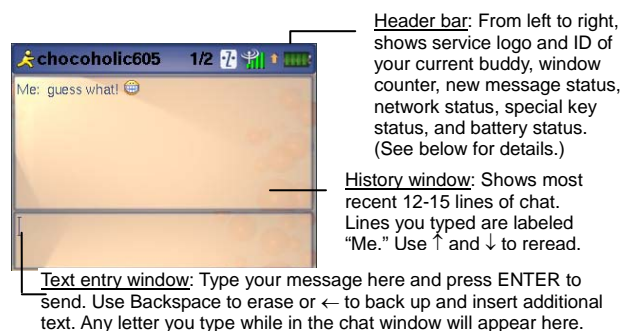 Header bar: From left to right,
shows service logo and ID of
your current buddy, window
counter, new message status,
network status, special key
status, and battery status.
(See below for details.)
chocoholic605 1/2
Me: guess what!
History window: Shows most
recent 12-15 lines of chat.
Lines you typed are labeled
“Me.” Use ↑ and ↓ to reread.
Text entry window: Type your message here and press ENTER to
send. Use Backspace to erase or ← to back up and insert additional
text. Any letter you type while in the chat window will appear here.